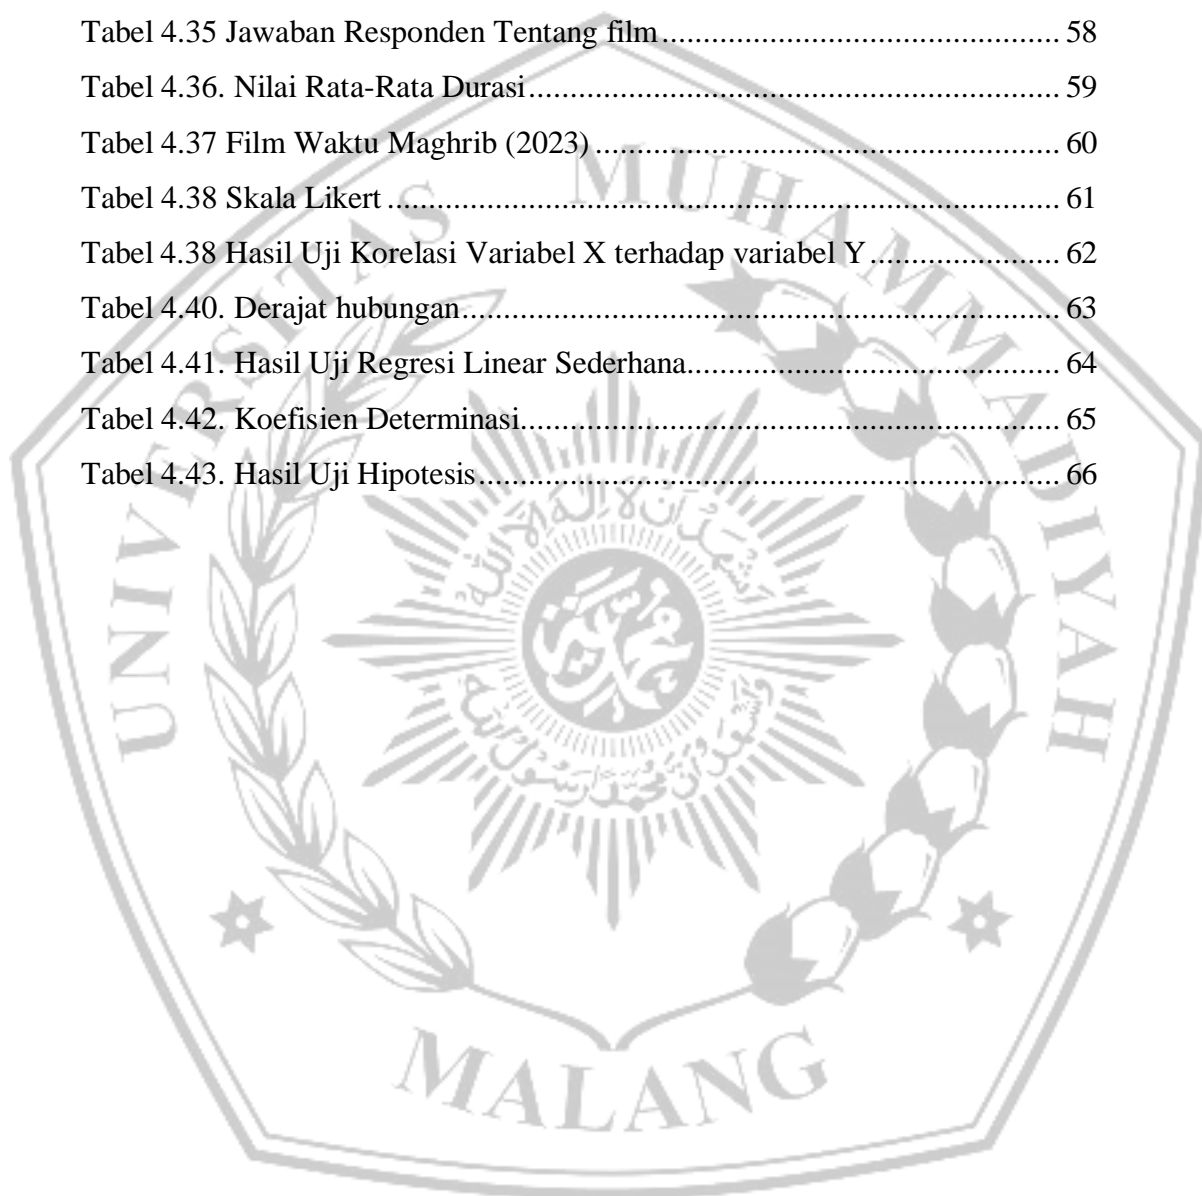 Tabel 4.35 Jawaban Responden Tentang film ................................................ 58
Tabel 4.36. Nilai Rata-Rata Durasi ................................................................ 59
Tabel 4.37 Film Waktu Maghrib (2023) ........................................................ 60
Tabel 4.38 Skala Likert ................................................................................. 61
Tabel 4.38 Hasil Uji Korelasi Variabel X terhadap variabel Y ....................... 62
Tabel 4.40. Derajat hubungan ........................................................................ 63
Tabel 4.41. Hasil Uji Regresi Linear Sederhana ............................................. 64
Tabel 4.42. Koefisien Determinasi ................................................................. 65
Tabel 4.43. Hasil Uji Hipotesis ...................................................................... 66
UNIVERSITAS MUHAMMADIYAH
MALANG